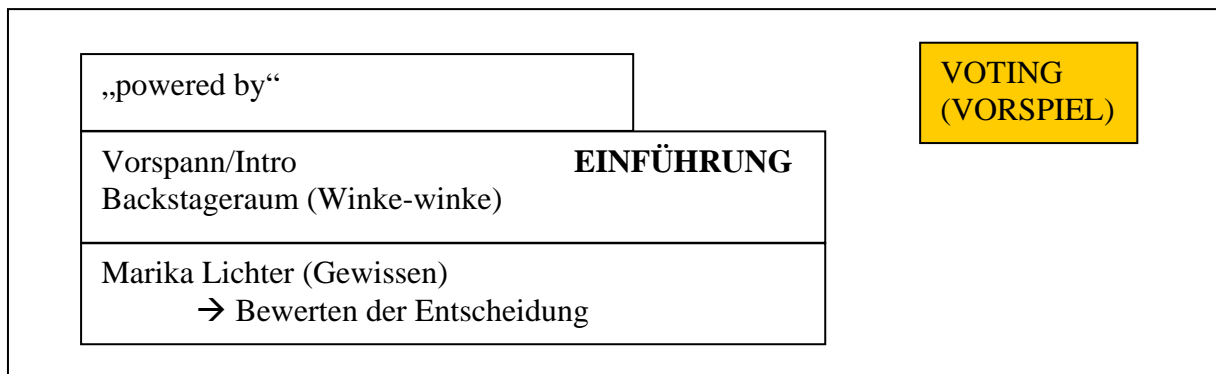 „powered by“
VOTING
(VORSPIEL)
Vorspann/Intro EINFÜHRUNG
Backstageraum (Winke-winke)
Marika Lichter (Gewissen)
→ Bewerten der Entscheidung